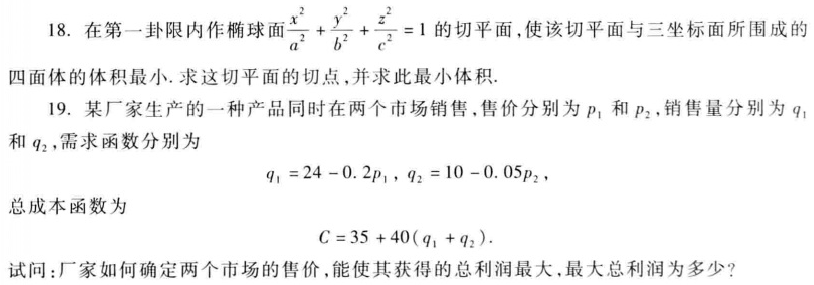 18. 在第一卦限内作椭球面 $\frac{x^2}{a^2}+\frac{y^2}{b^2}+\frac{z^2}{c^2}=1$ 的切平面,使该切平面与三坐标面所围成的
四面体的体积最小. 求这切平面的切点,并求此最小体积.
19. 某厂家生产的一种产品同时在两个市场销售,售价分别为 $p_1$ 和 $p_2$,销售量分别为 $q_1$
和 $q_2$,需求函数分别为
$q_1=24-0.2p_1, q_2=10-0.05p_2,$
总成本函数为
$C=35+40(q_1+q_2).$
试问:厂家如何确定两个市场的售价,能使其获得的总利润最大,最大总利润为多少?